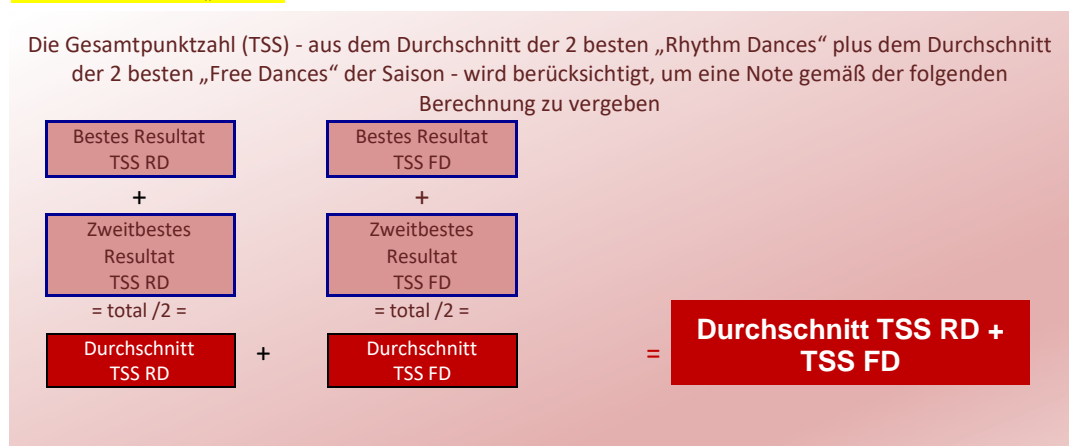 Die Gesamtpunktzahl (TSS) - aus dem Durchschnitt der 2 besten „Rhythm Dances“ plus dem Durchschnitt
der 2 besten „Free Dances“ der Saison - wird berücksichtigt, um eine Note gemäß der folgenden
Berechnung zu vergeben
Bestes Resultat
TSS RD
+
Zweitbestes
Resultat
TSS RD
= total /2 =
Durchschnitt
TSS RD
+
Bestes Resultat
TSS FD
+
Zweitbestes
Resultat
TSS FD
= total /2 =
Durchschnitt
TSS FD
=
Durchschnitt TSS RD +
TSS FD